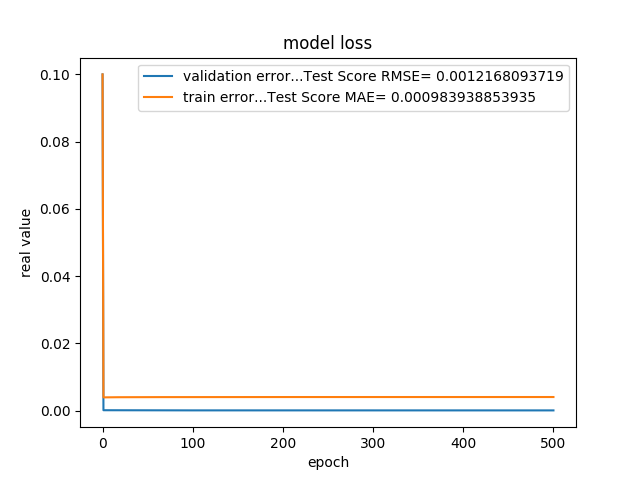 model loss
validation error...Test Score RMSE= 0.0012168093719
train error...Test Score MAE= 0.000983938853935
0.10
0.08
0.06
0.04
0.02
0.00
real value
0 100 200 300 400 500
epoch